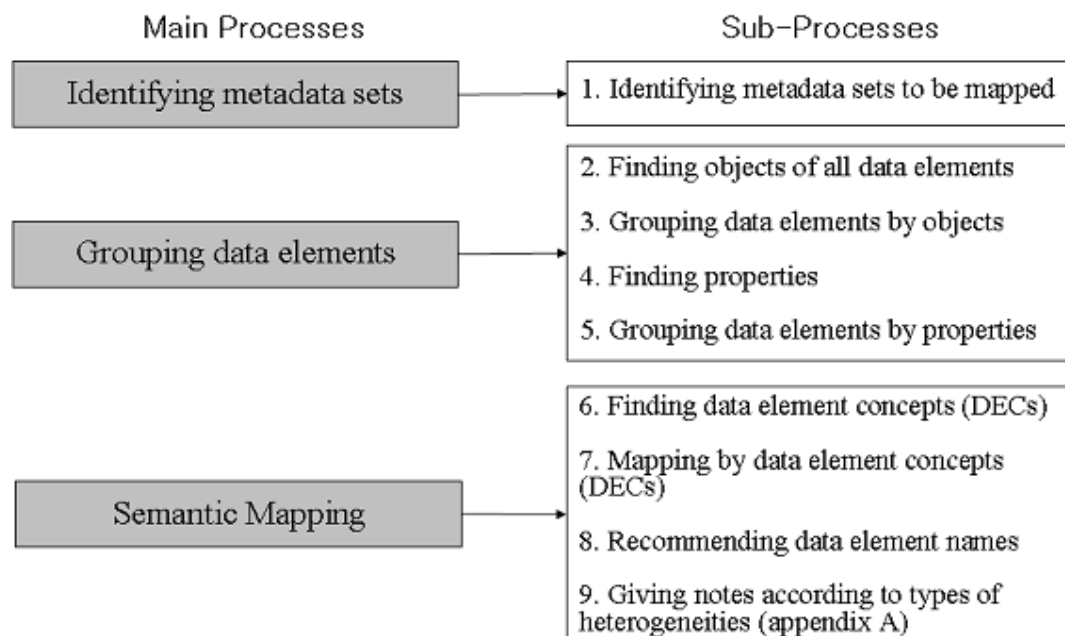 Main Processes
Sub-Processes
Identifying metadata sets
1. Identifying metadata sets to be mapped
Grouping data elements
2. Finding objects of all data elements
3. Grouping data elements by objects
4. Finding properties
5. Grouping data elements by properties
Semantic Mapping
6. Finding data element concepts (DECs)
7. Mapping by data element concepts
(DECs)
8. Recommending data element names
9. Giving notes according to types of
heterogeneities (appendix A)